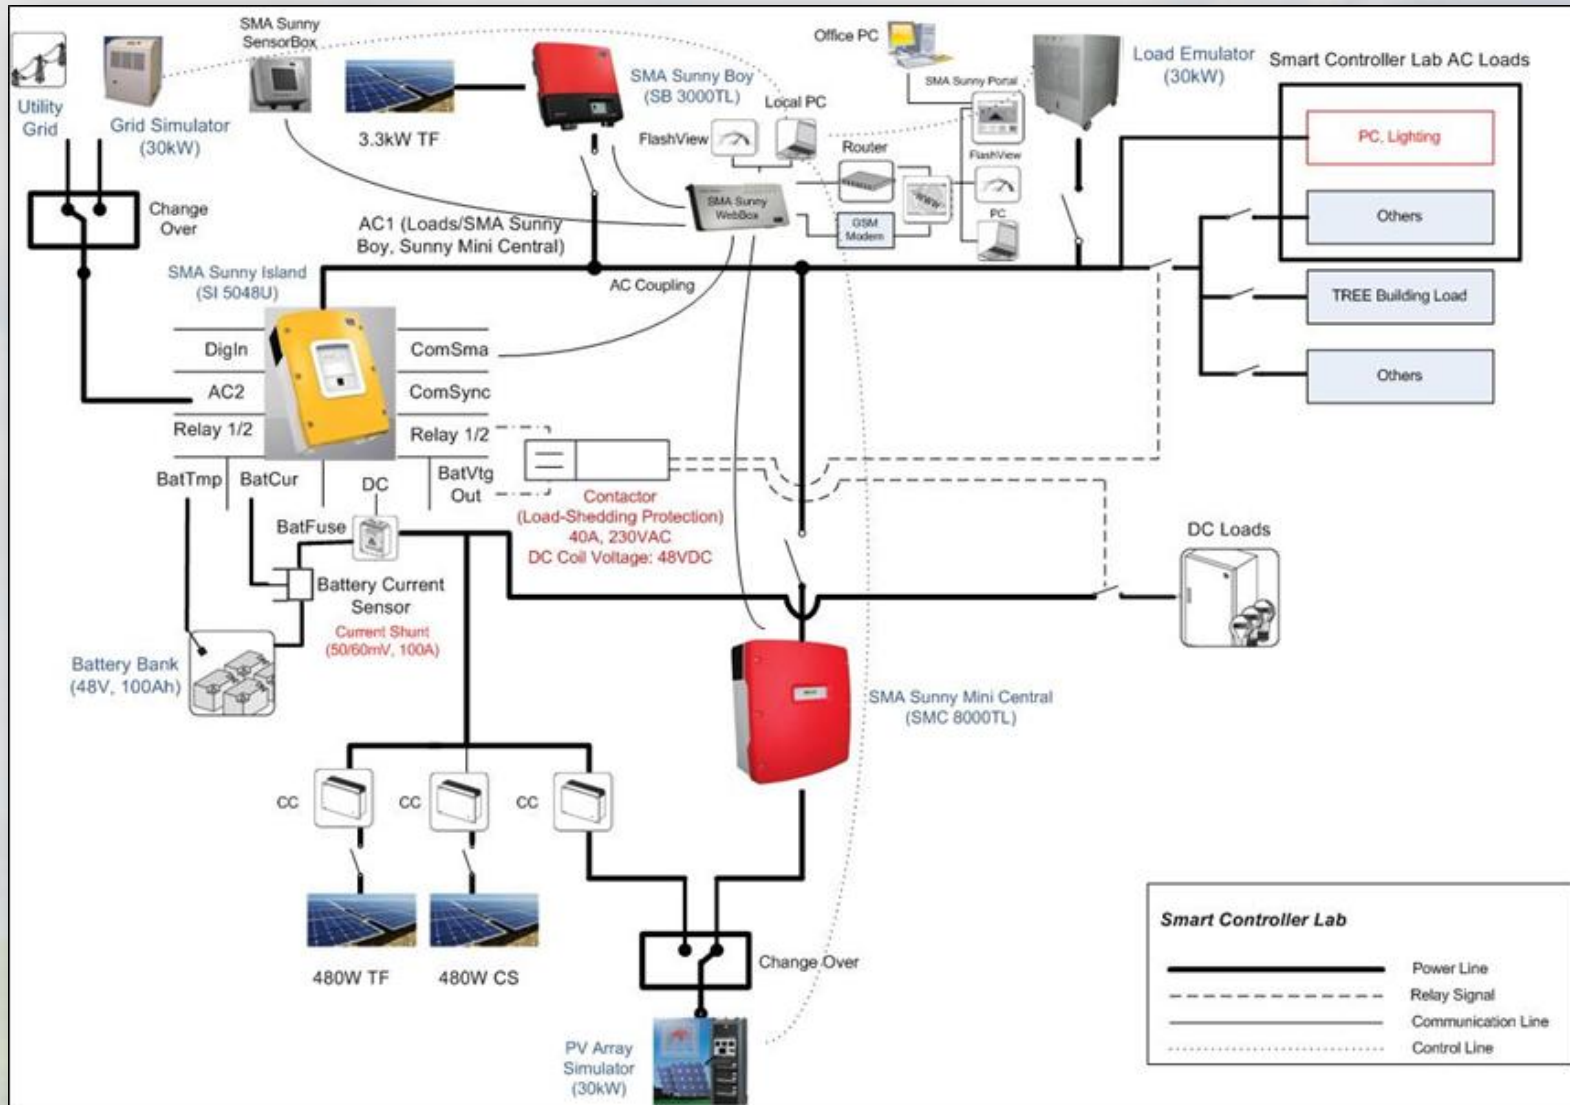 SMA Sunny
SensorBox
Utility
Grid
Grid Simulator
(30kW)
3.3kW TF
SMA Sunny Boy
(SB 3000TL)
Office PC
SMA Sunny Portal
Local PC
FlashView
Router
FlashView
PC
GSM
Modem
WWW
SMA Sunny
WebBox
Load Emulator
(30kW)
Smart Controller Lab AC Loads
PC, Lighting
Others
TREE Building Load
Others
Change
Over
AC1 (Loads/SMA Sunny
Boy, Sunny Mini Central)
AC Coupling
SMA Sunny Island
(SI 5048U)
DigIn
AC2
Relay 1/2
BatTmp
BatCur
DC
ComSma
ComSync
Relay 1/2
BatVtg
Out
BatFuse
Contactor
(Load-Shedding Protection)
40A, 230VAC
DC Coil Voltage: 48VDC
Battery Current
Sensor
Current Shunt
(50/60mV, 100A)
Battery Bank
(48V, 100Ah)
DC Loads
SMA Sunny Mini Central
(SMC 8000TL)
CC
CC
CC
480W TF
480W CS
Change Over
PV Array
Simulator
(30kW)
Smart Controller Lab
Power Line
Relay Signal
Communication Line
Control Line